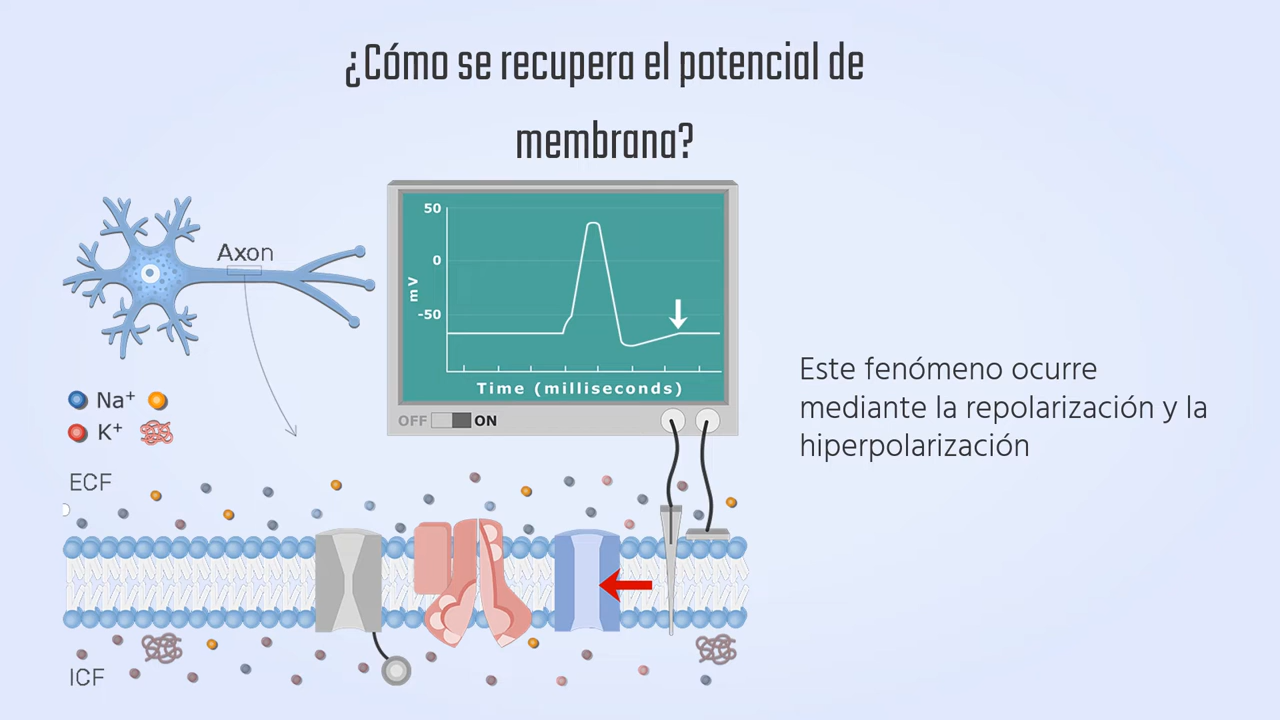 ¿Cómo se recupera el potencial de
membrana?
Axon
50
0
-50
mV
Time (milliseconds)
OFF ON
Na⁺
K⁺
ECF
ICF
Este fenómeno ocurre
mediante la repolarización y la
hiperpolarización